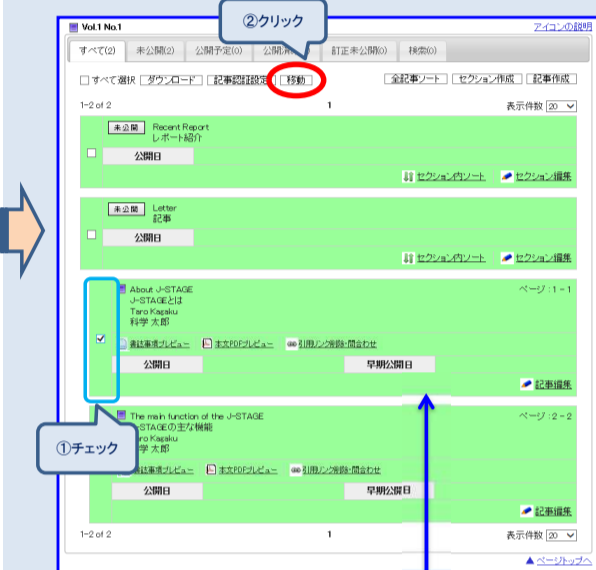 ②クリック
Vol.1 No.1 アイコンの説明
すべて(2) 未公開(2) 公開予定(0) 訂正未公開(0) 検索(0)
すべて選択 ダウンロード 記事認証設定 移動 全記事ソート セクション作成 記事作成
1-2 of 2 1 表示件数 20
未公開 Recent Report
レポート紹介
公開日
セクション内ソート セクション編集
未公開 Letter
記事
公開日
セクション内ソート セクション編集
About J-STAGE ページ:1-1
J-STAGEとは
Taro Kagaku
科学 太郎
書誌事項プレビュー 本文PDFプレビュー 引用リンク削除・問合わせ
公開日 早期公開日
記事編集
①チェック
The main function of the J-STAGE ページ:2-2
-STAGEの主な機能
ro Kagaku
学 太郎
書誌事項プレビュー 本文PDFプレビュー 引用リンク削除・問合わせ
公開日 早期公開日
記事編集
1-2 of 2 1 表示件数 20
▲ ページトップへ